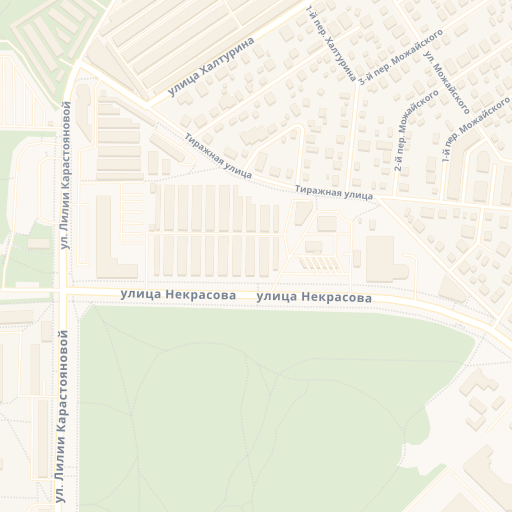 1-й пер. Халтурина
улица Халтурина
3-й пер. Можайского
ул. Можайского
2-й пер. Можайского
1-й пер. Можайского
ул. Лилии Карастояновой
Тиражная улица
Тиражная улица
улица Некрасова
улица Некрасова
ул. Лилии Карастояновой